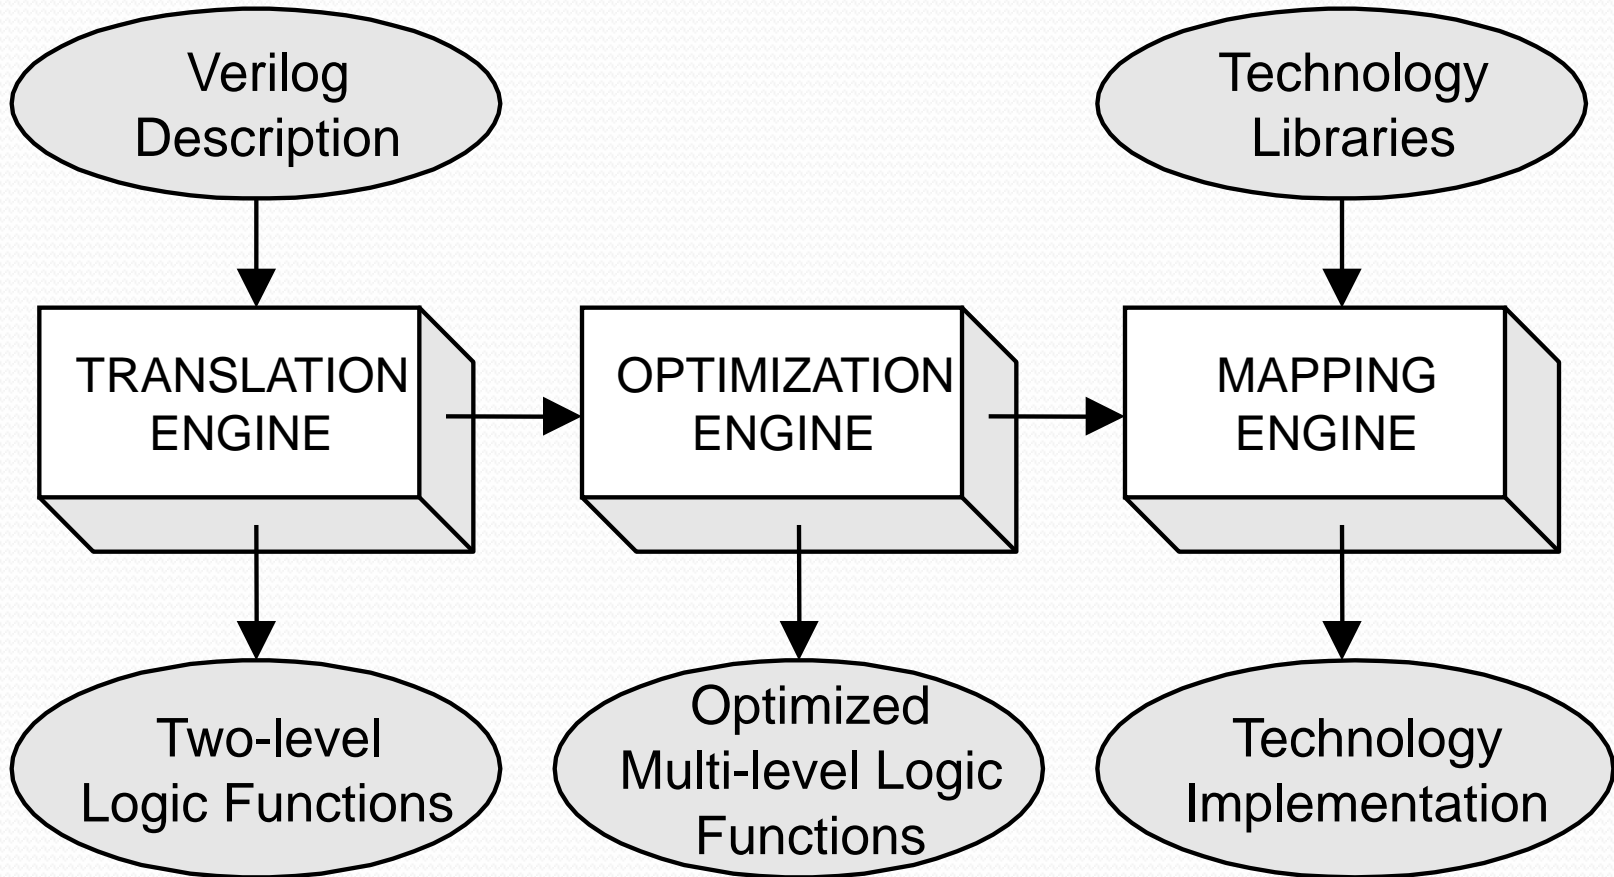 Verilog
Description
Technology
Libraries
TRANSLATION
ENGINE
OPTIMIZATION
ENGINE
MAPPING
ENGINE
Two-level
Logic Functions
Optimized
Multi-level Logic
Functions
Technology
Implementation